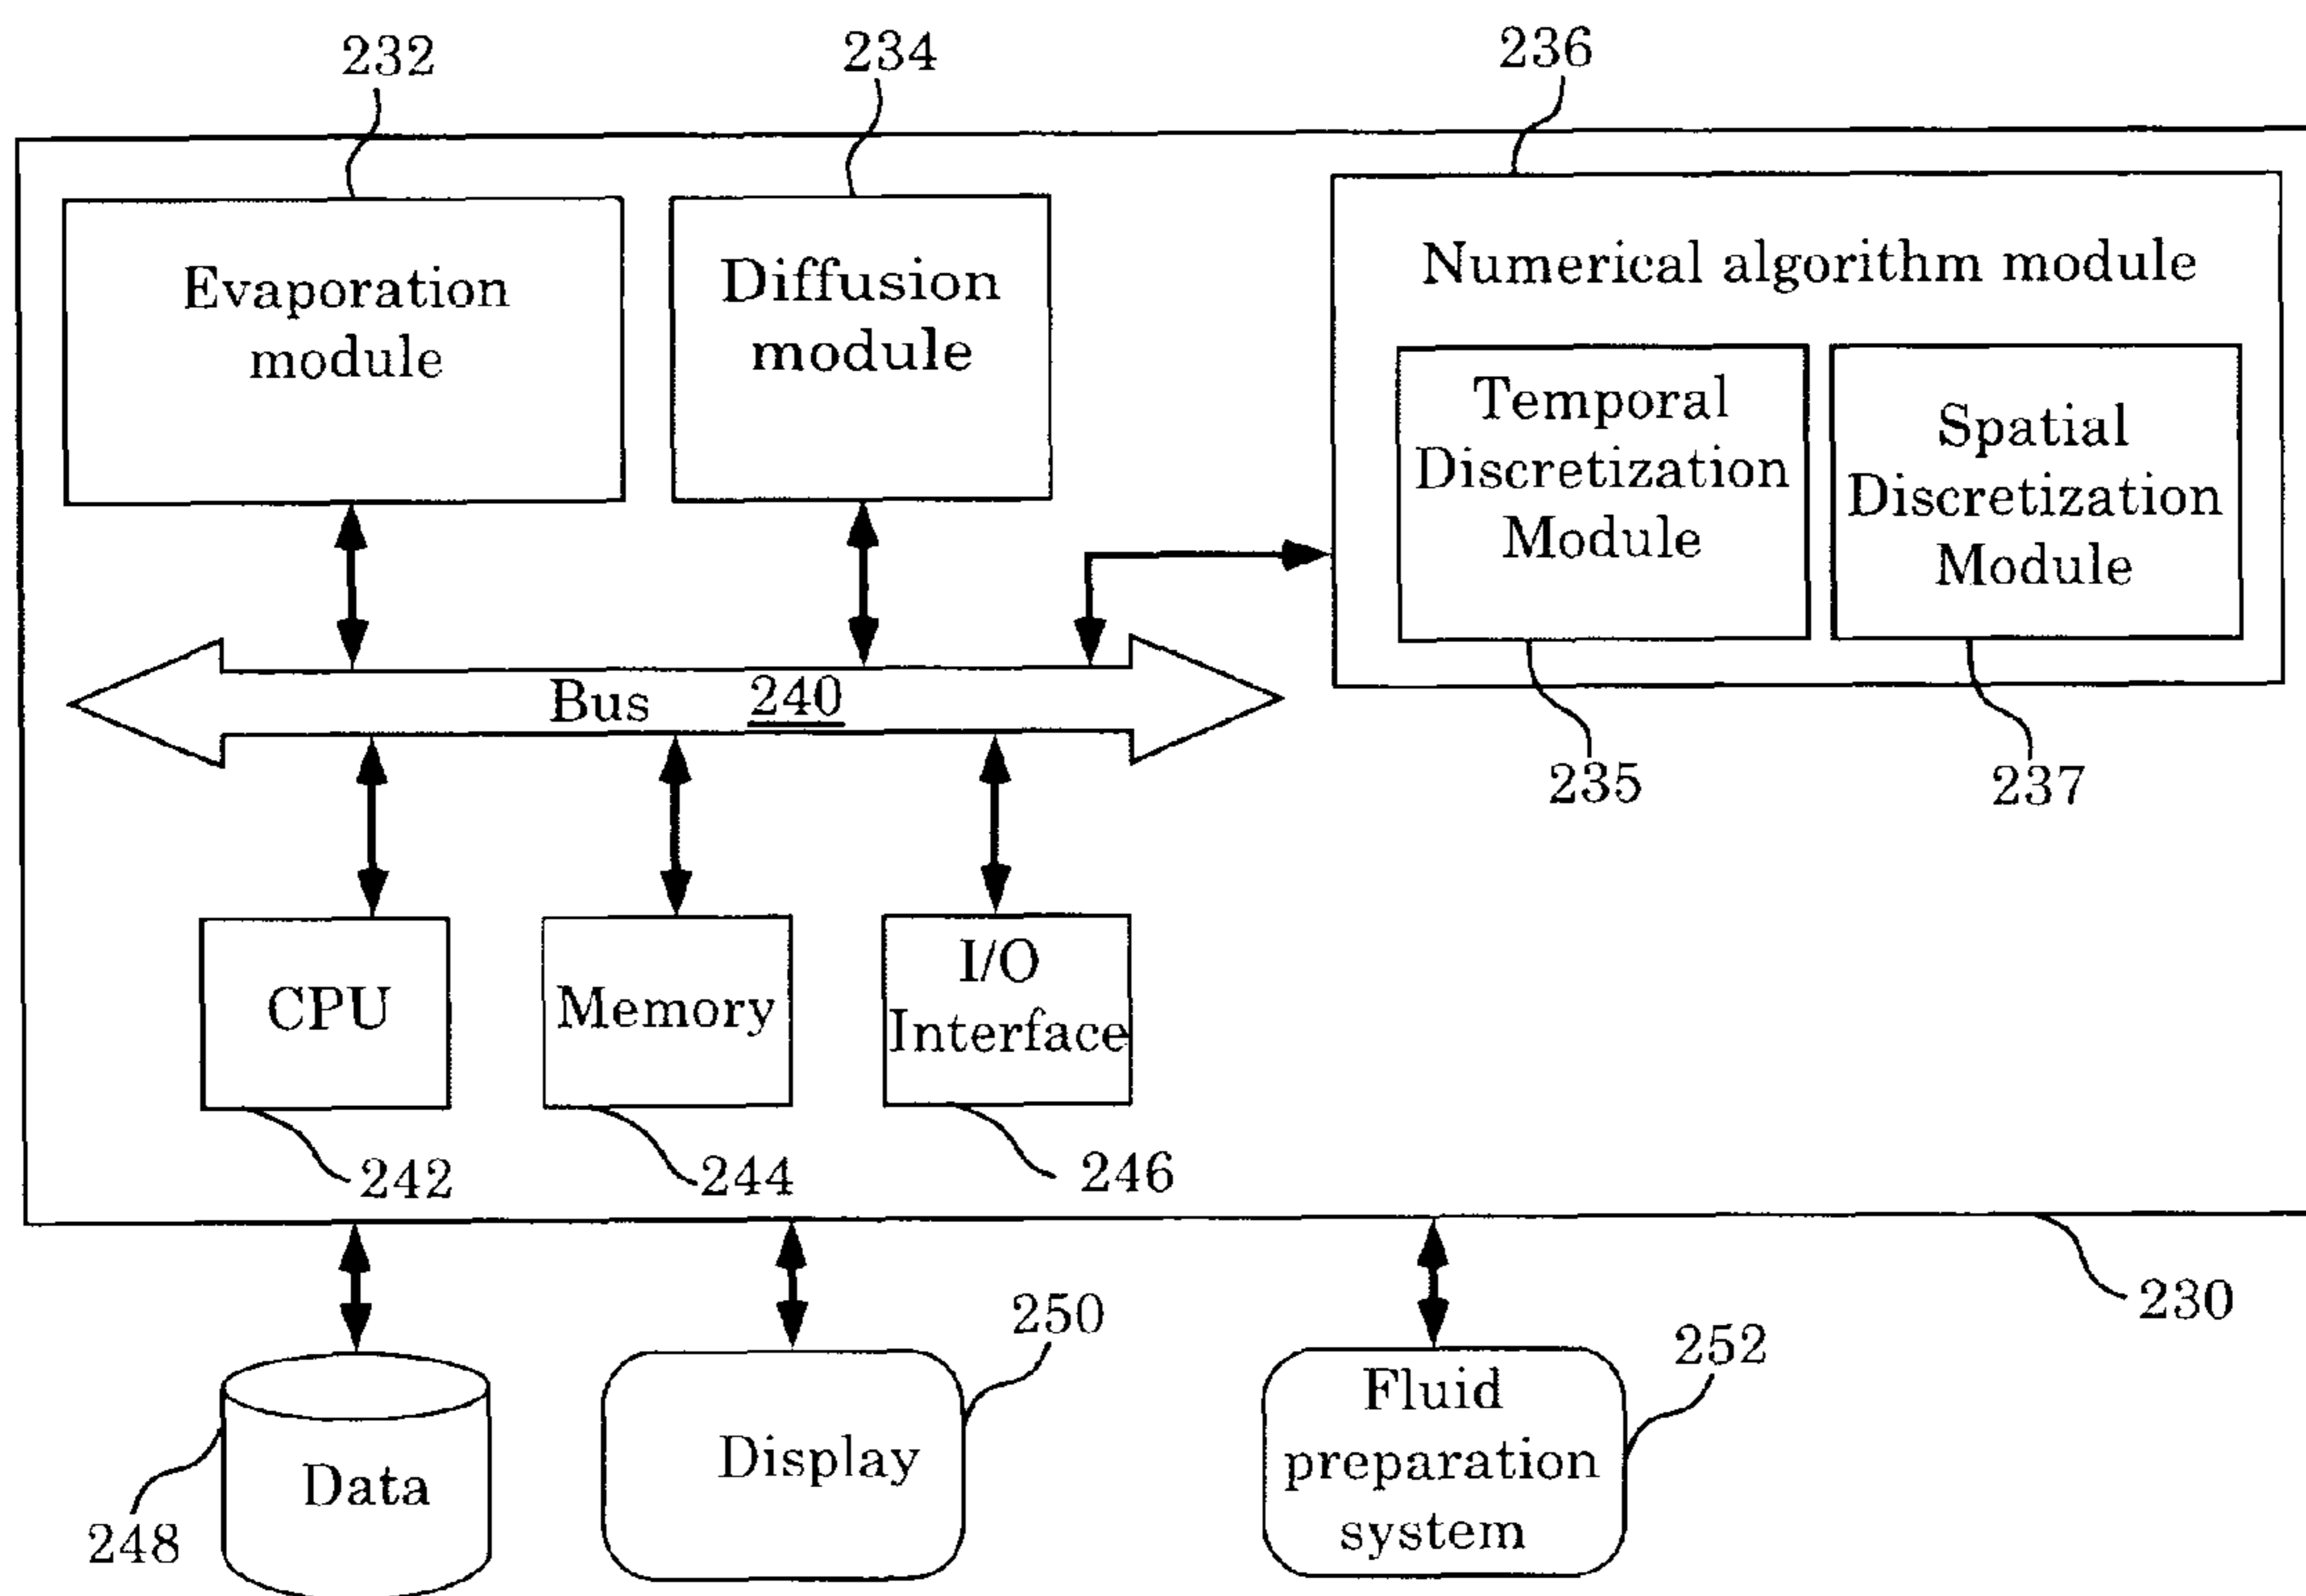 232
234
236
Evaporation
module
Diffusion
module
Numerical algorithm module
Temporal
Discretization
Module
Spatial
Discretization
Module
Bus 240
235
237
CPU
Memory
I/O
Interface
242
244
246
230
250
252
Data
Display
Fluid
preparation
system
248